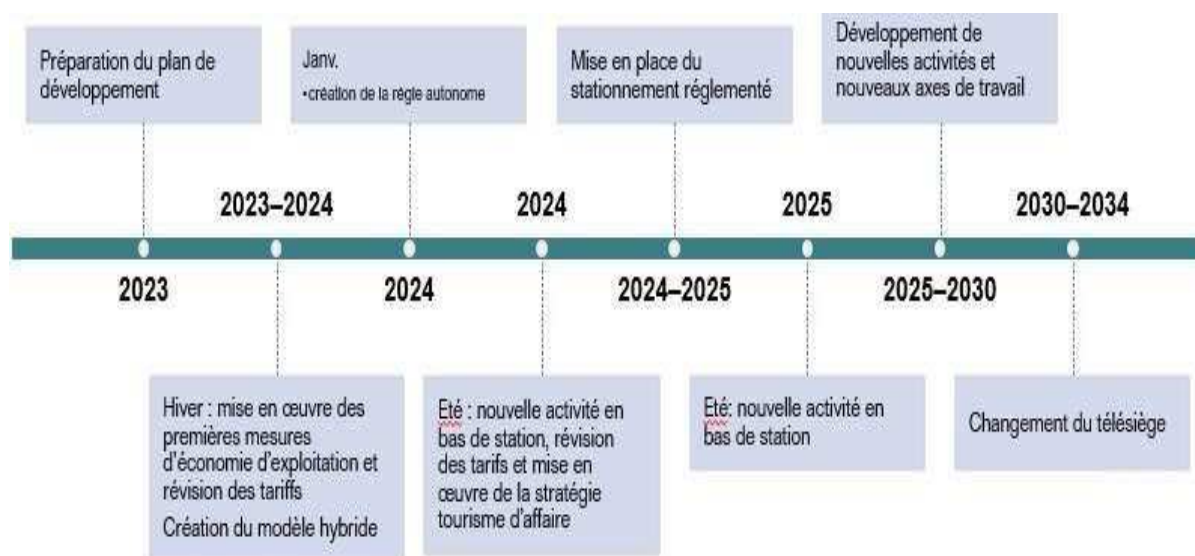 Préparation du plan de
développement
Janv.
•création de la régie autonome
Mise en place du
stationnement réglementé
Développement de
nouvelles activités et
nouveaux axes de travail
2023–2024
2024
2025
2030–2034
2023
2024
2024–2025
2025–2030
Hiver : mise en œuvre des
premières mesures
d'économie d'exploitation et
révision des tariffs
Création du modèle hybride
Eté : nouvelle activité en
bas de station, révision
des tarifs et mise en
œuvre de la stratégie
tourisme d'affaire
Eté: nouvelle activité en
bas de station
Changement du télésiège